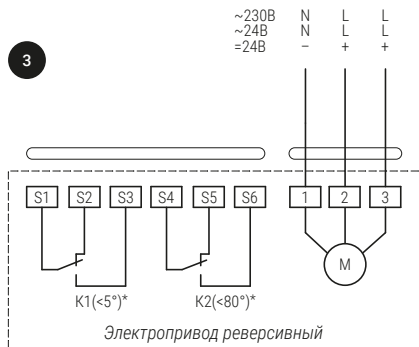 ~230В N L L
~24В N L L
=24В – + +
3
S1 S2 S3 S4 S5 S6 1 2 3
M
K1(<5°)* K2(<80°)*
Электропривод реверсивный